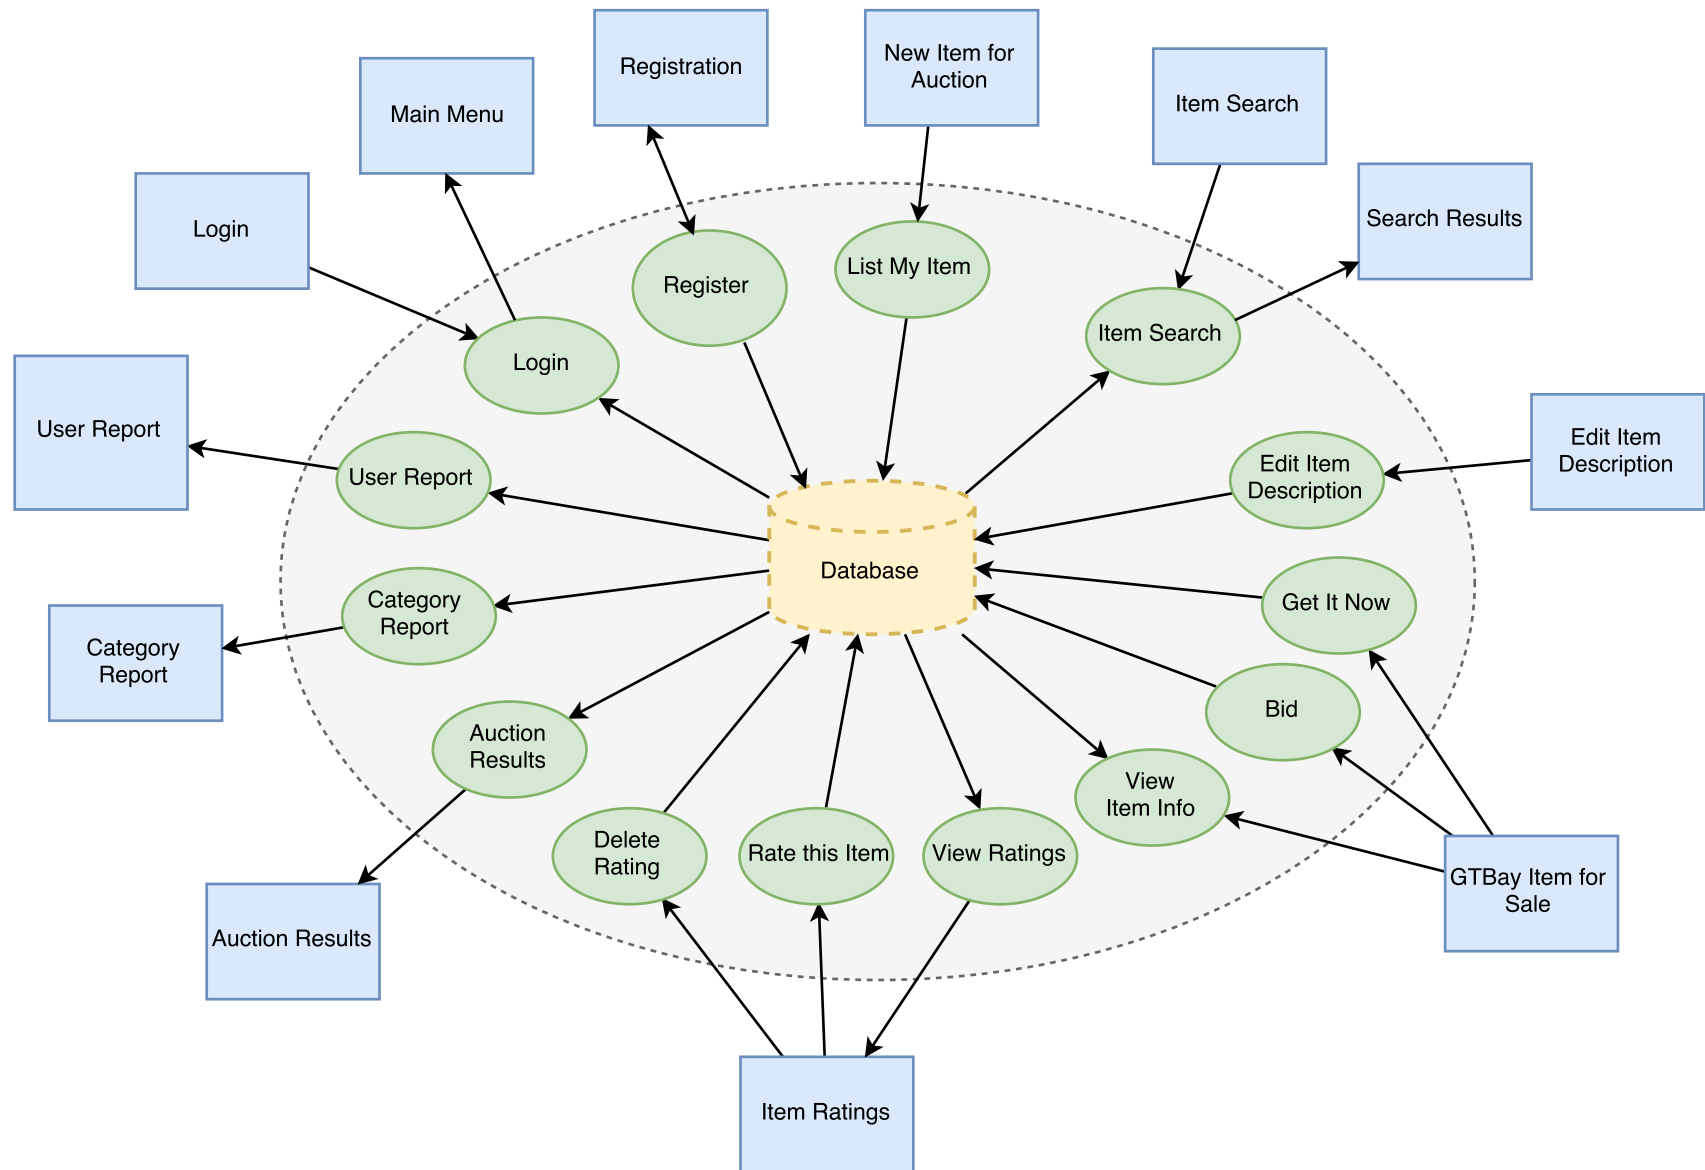 Registration
New Item for
Auction
Main Menu
Item Search
Login
Search Results
List My Item
Register
Item Search
Login
User Report
User Report
Edit Item
Description
Edit Item
Description
Database
Category
Report
Get It Now
Category
Report
Bid
Auction
Results
View
Item Info
Delete
Rating
Rate this Item
View Ratings
GTBay Item for
Sale
Auction Results
Item Ratings